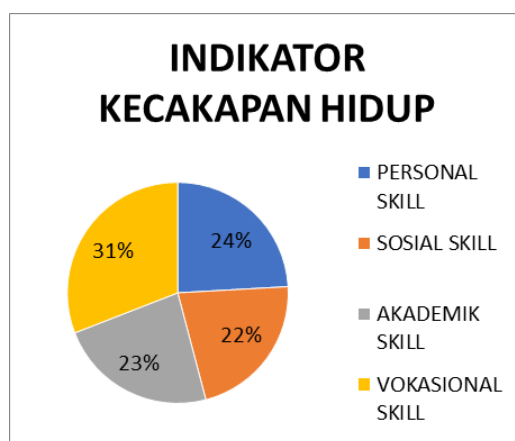 INDIKATOR
KECAKAPAN HIDUP
24%
22%
23%
31%
PERSONAL
SKILL
SOSIAL SKILL
AKADEMIK
SKILL
VOKASIONAL
SKILL